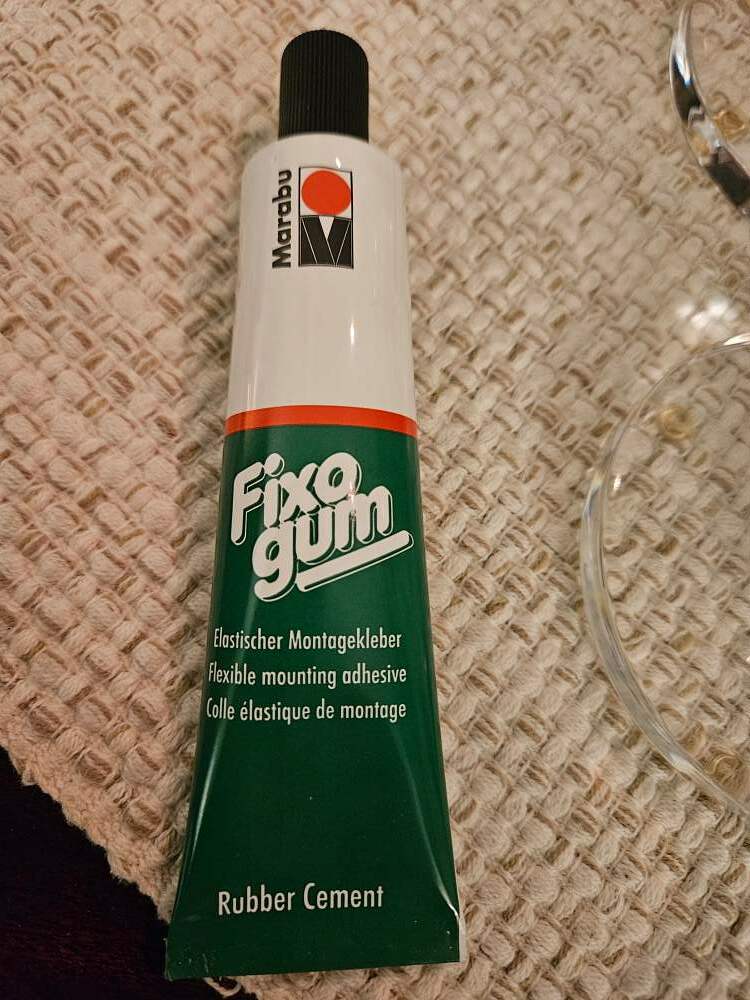 Marabu
Fixo
gum
Elastischer Montagekleber
Flexible mounting adhesive
Colle élastique de montage
Rubber Cement